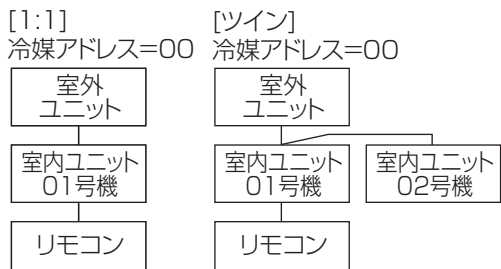 [1:1]
冷媒アドレス=00
室外
ユニット
室内ユニット
01号機
リモコン
[ツイン]
冷媒アドレス=00
室外
ユニット
室内ユニット
01号機
室内ユニット
02号機
リモコン